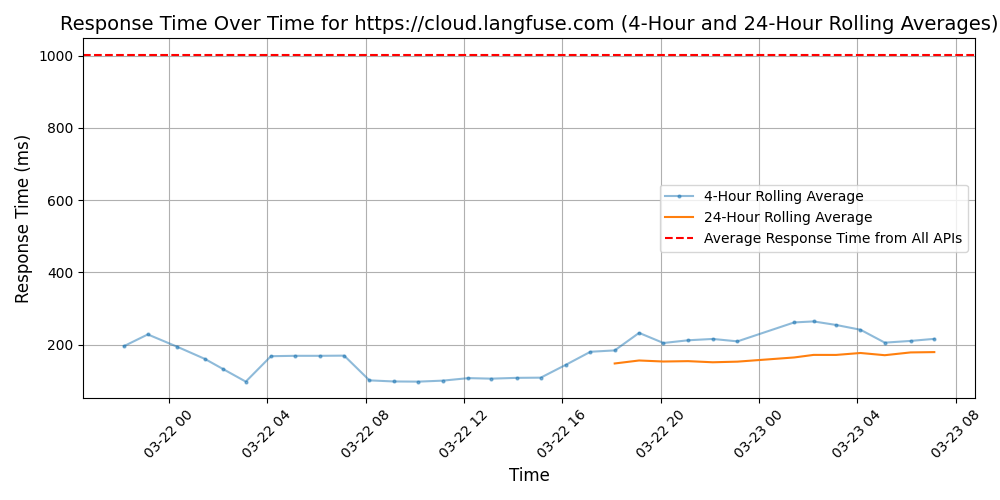 Response Time Over Time for https://cloud.langfuse.com (4-Hour and 24-Hour Rolling Averages)
Response Time (ms)
1000
800
600
400
200
4-Hour Rolling Average
24-Hour Rolling Average
Average Response Time from All APIs
03-22 00
03-22 04
03-22 08
03-22 12
03-22 16
03-22 20
03-23 00
03-23 04
03-23 08
Time